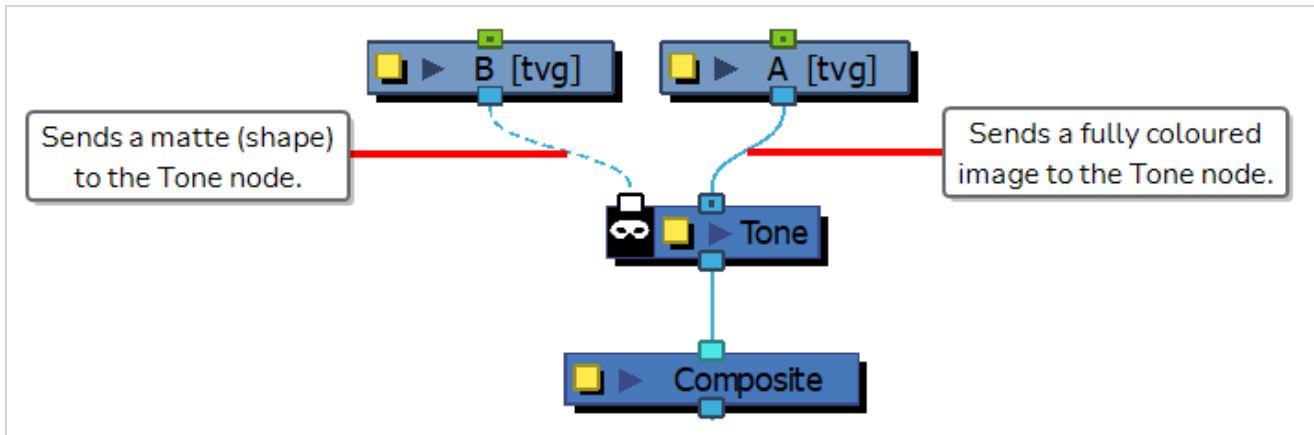 B [tvg]
A [tvg]
Sends a matte (shape)
to the Tone node.
Sends a fully coloured
image to the Tone node.
Tone
Composite